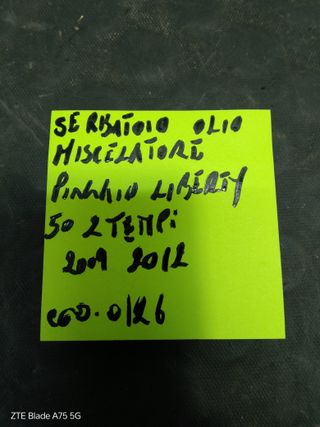 SERBATOIO OLIO
MISCELATORE
PIAGGIO LIBERTY
50 2 TEMPI
2009 2012
COD. 0126
ZTE Blade A75 5G